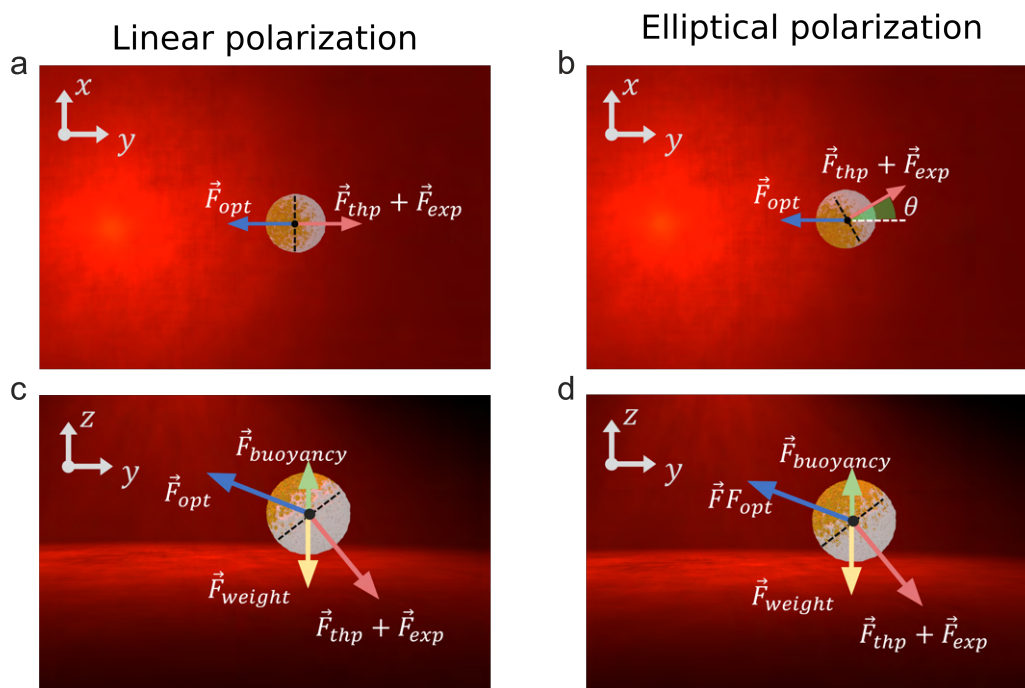 Linear polarization
Elliptical polarization
a
x
y
F⃗opt
F⃗thp + F⃗exp
b
x
y
F⃗thp + F⃗exp
F⃗opt
θ
c
z
y
F⃗buoyancy
F⃗opt
F⃗weight
F⃗thp + F⃗exp
d
z
y
F⃗buoyancy
F⃗Fopt
F⃗weight
F⃗thp + F⃗exp